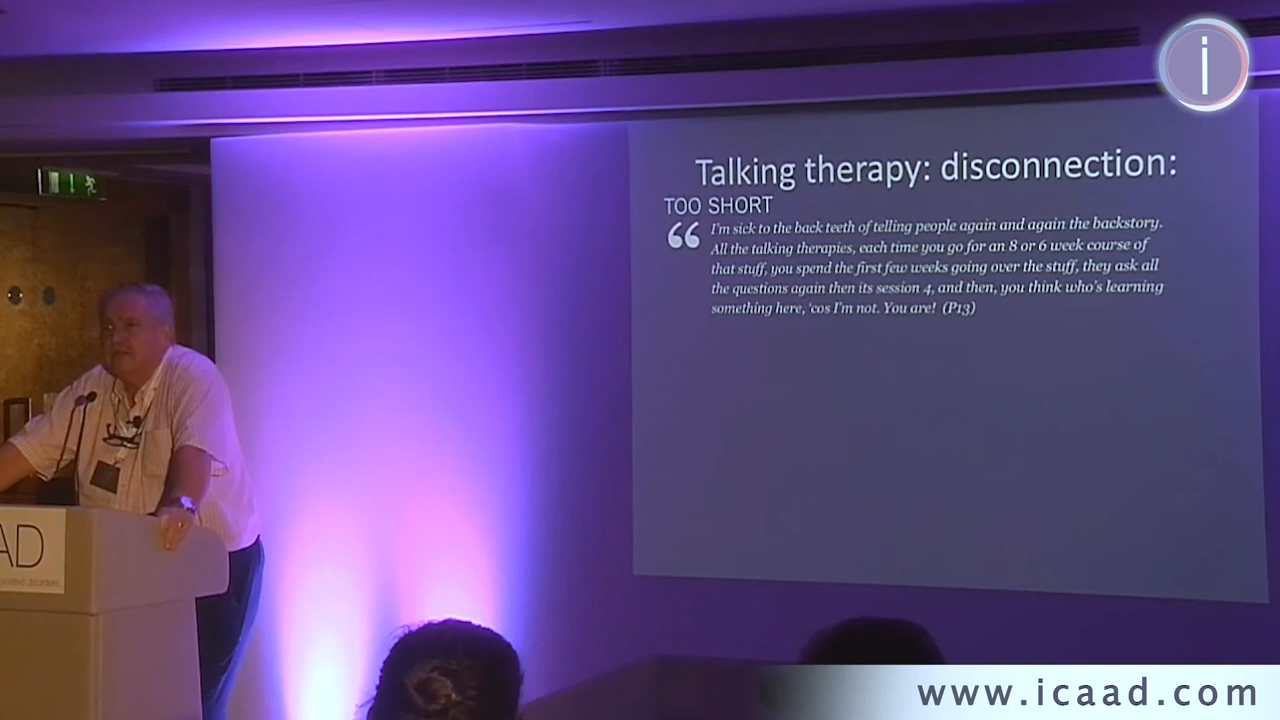 i
Talking therapy: disconnection:
TOO SHORT
“ I'm sick to the back teeth of telling people again and again the backstory.
All the talking therapies, each time you go for an 8 or 6 week course of
that stuff, you spend the first few weeks going over the stuff, they ask all
the questions again then its session 4, and then, you think who's learning
something here, 'cos I'm not. You are! (P13)
AD
disorders
www.icaad.com